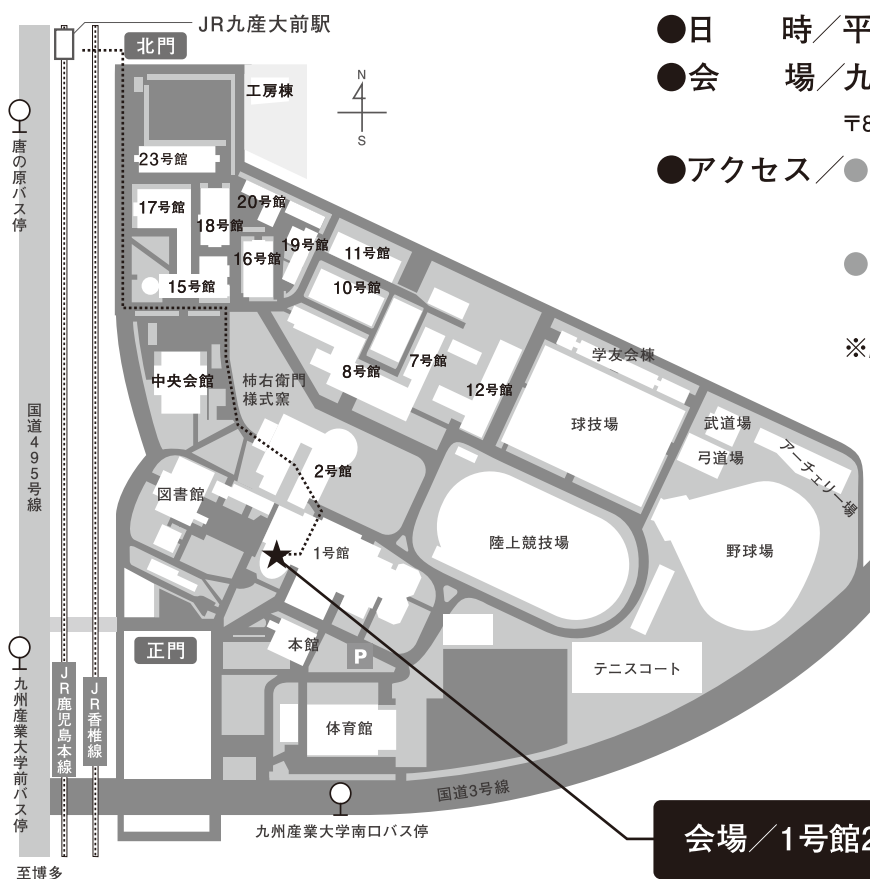 JR九産大前駅
北門
工房棟
N
S
●日　時／平
●会　場／九
〒8
●アクセス／●
●
※
唐の原バス停
23号館
17号館
18号館
20号館
19号館
16号館
15号館
11号館
10号館
8号館
7号館
12号館
学友会棟
球技場
武道場
弓道場
アーチェリー場
中央会館
柿右衛門
様式窯
国道495号線
図書館
2号館
1号館
陸上競技場
野球場
正門
本館
P
テニスコート
体育館
JR鹿児島本線
JR香椎線
九州産業大学前バス停
国道3号線
九州産業大学南口バス停
会場／1号館2
至博多